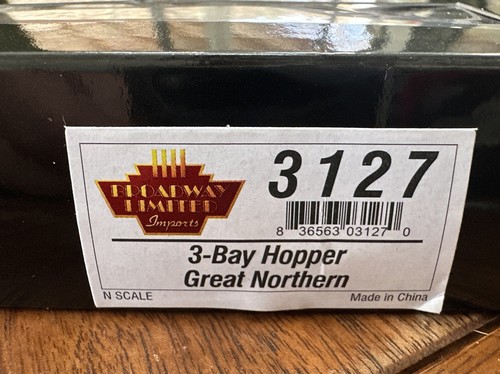 BROADWAY
LIMITED
Imports
3127
8 36563 03127 0
3-Bay Hopper
Great Northern
N SCALE
Made in China